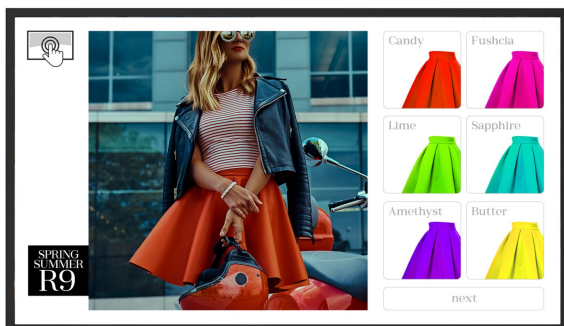 Candy
Fushcia
Lime
Sapphire
Amethyst
Butter
SPRING
SUMMER
R9
next